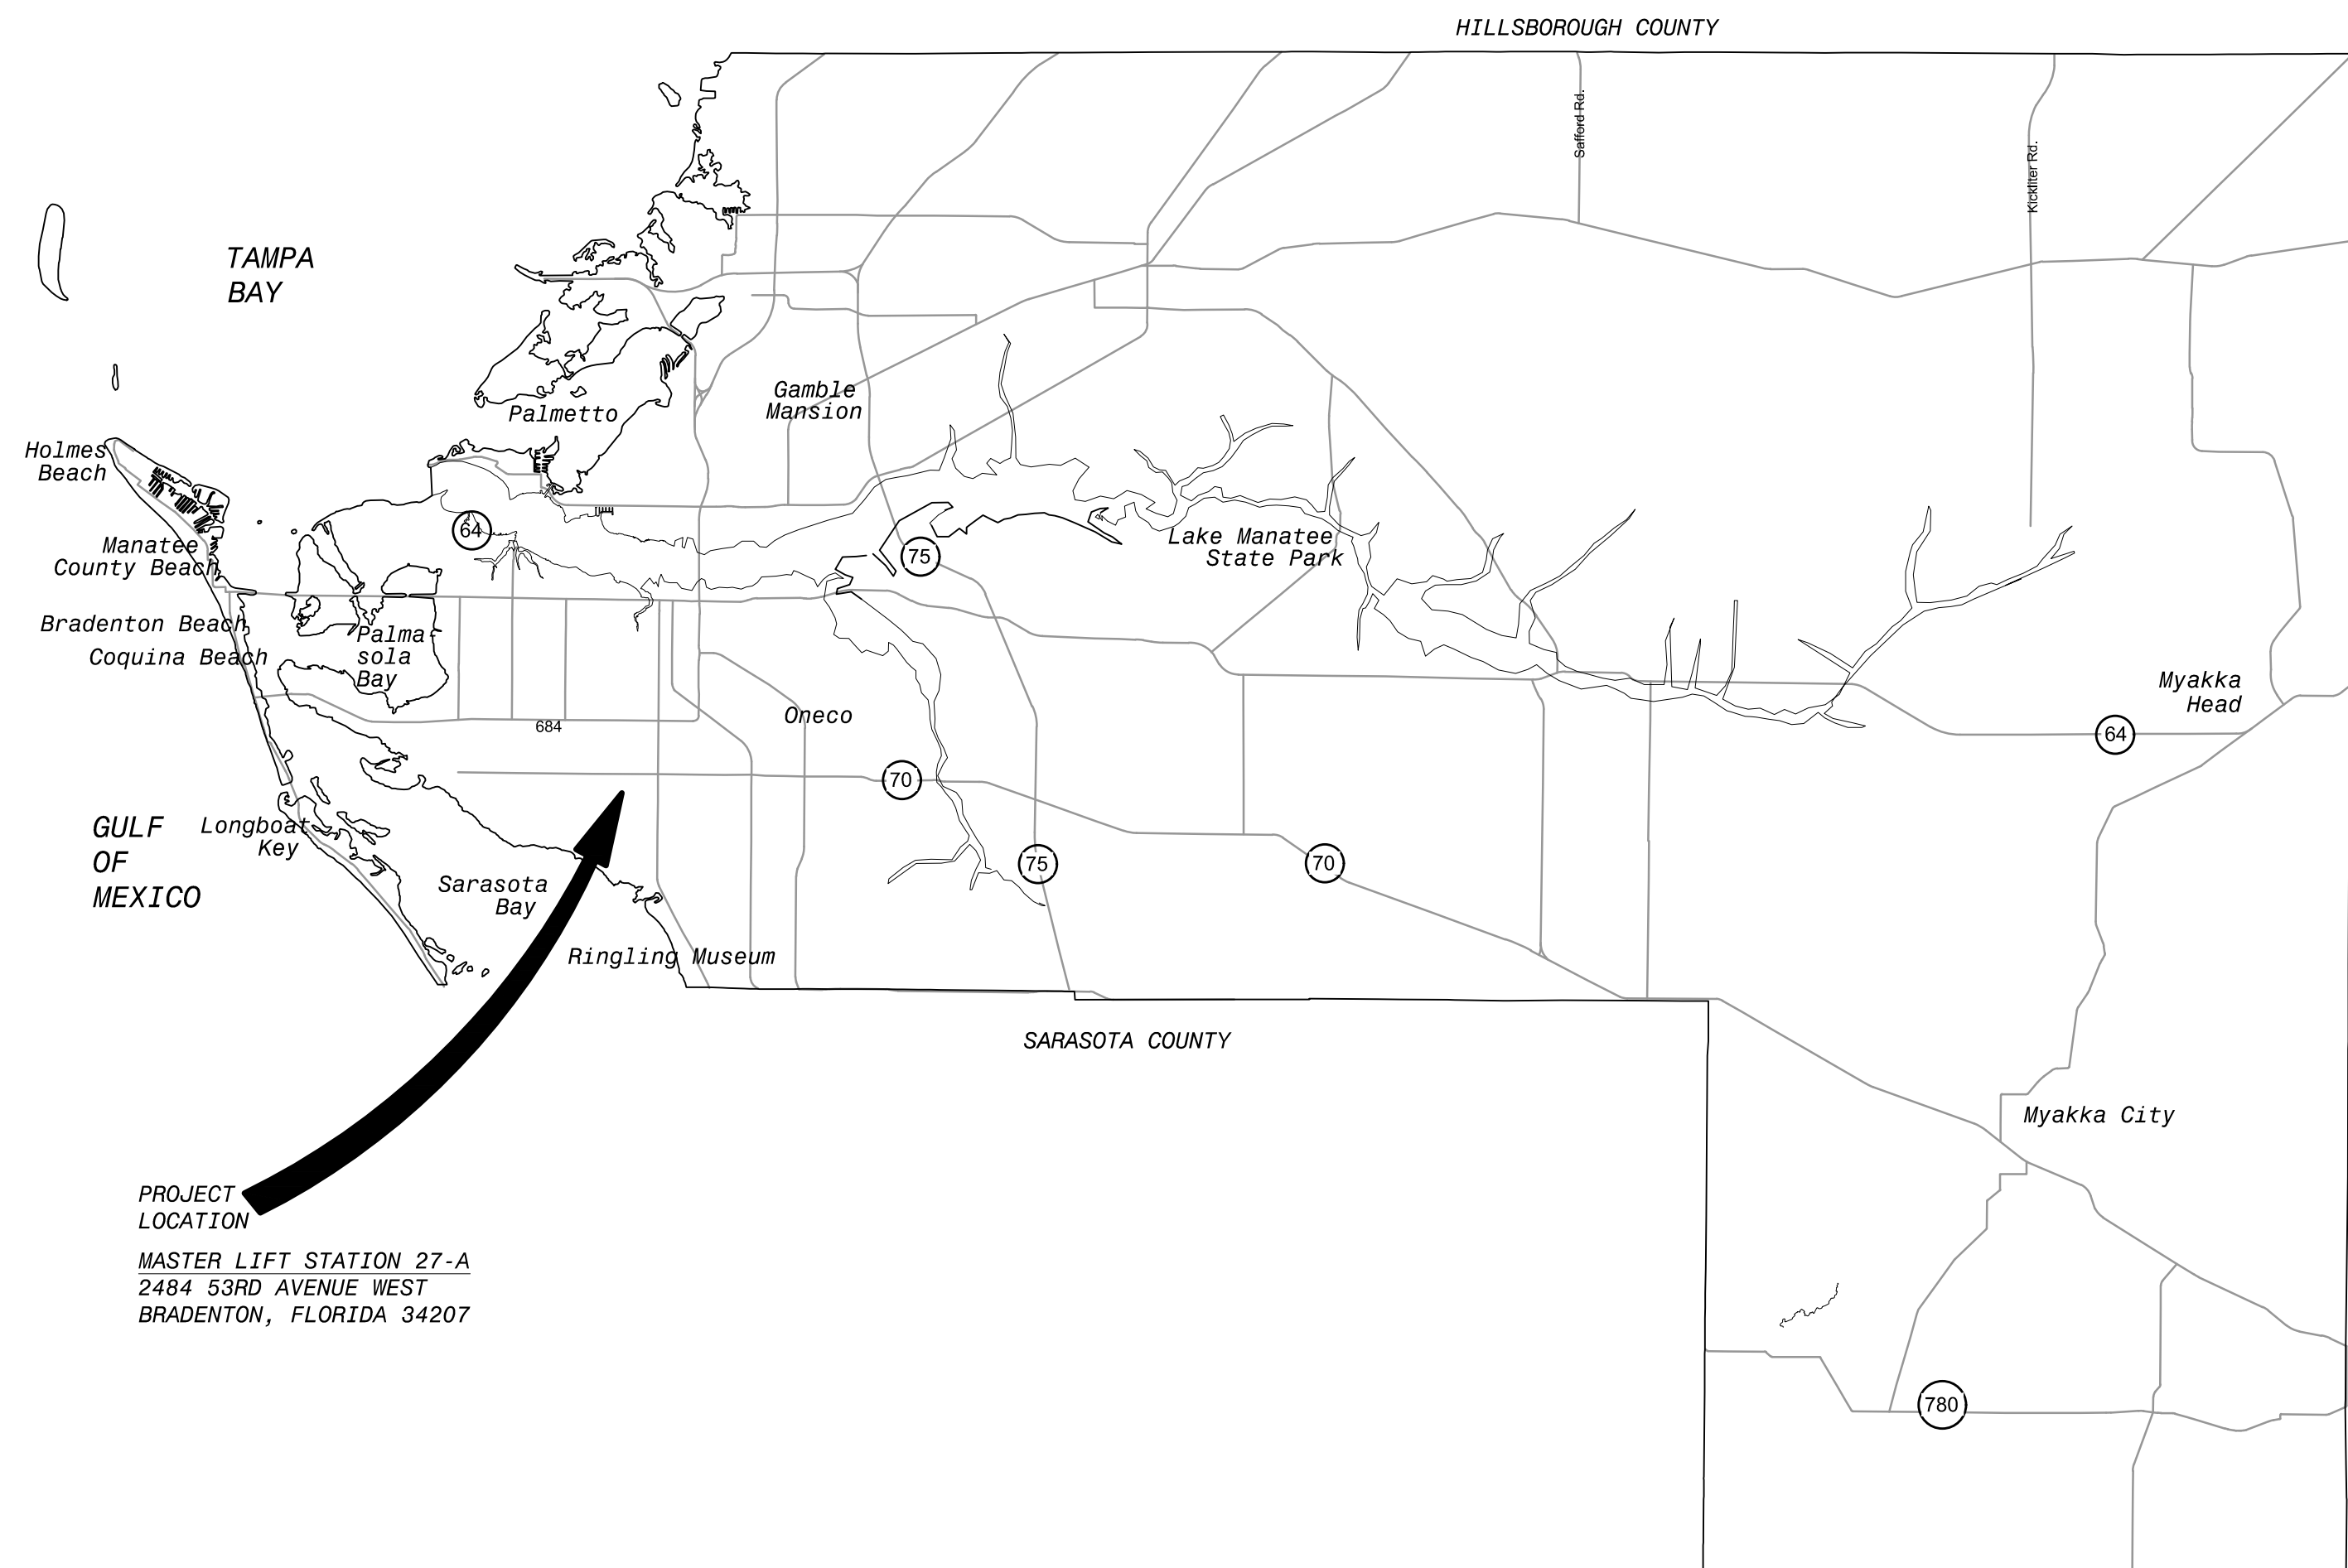 HILLSBOROUGH COUNTY
Safford Rd.
Kickliter Rd.
TAMPA
BAY
Gamble
Mansion
Palmetto
Holmes
Beach
64
Manatee
County Beach
75
Lake Manatee
State Park
Bradenton Beach
Coquina Beach
Palma-
sola
Bay
Myakka
Head
Oneco
684
64
70
GULF
OF
MEXICO
Longboat
Key
75
70
Sarasota
Bay
Ringling Museum
SARASOTA COUNTY
Myakka City
PROJECT
LOCATION
MASTER LIFT STATION 27-A
2484 53RD AVENUE WEST
BRADENTON, FLORIDA 34207
780